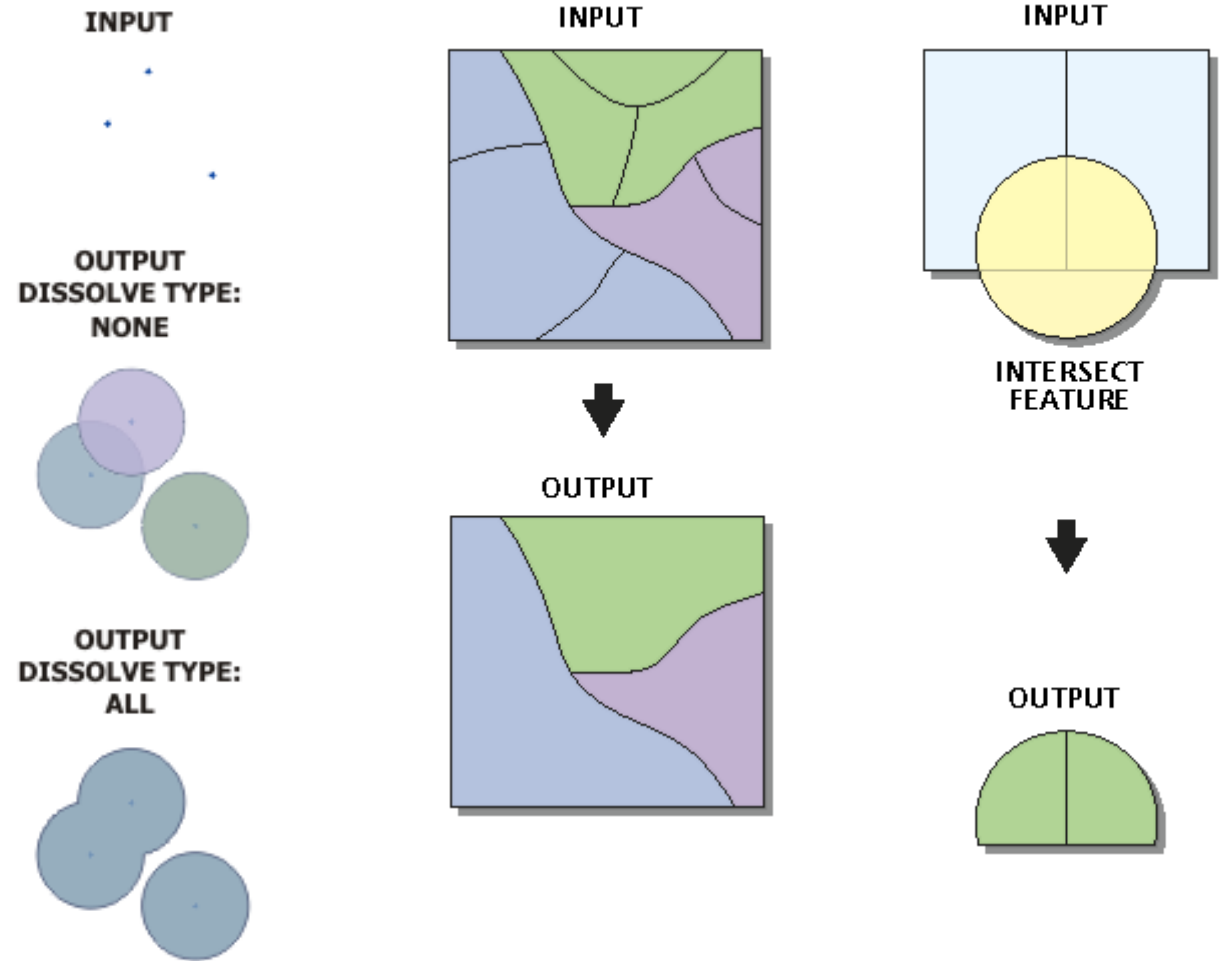 INPUT
OUTPUT
DISSOLVE TYPE:
NONE
OUTPUT
DISSOLVE TYPE:
ALL
INPUT
OUTPUT
INPUT
INTERSECT
FEATURE
OUTPUT